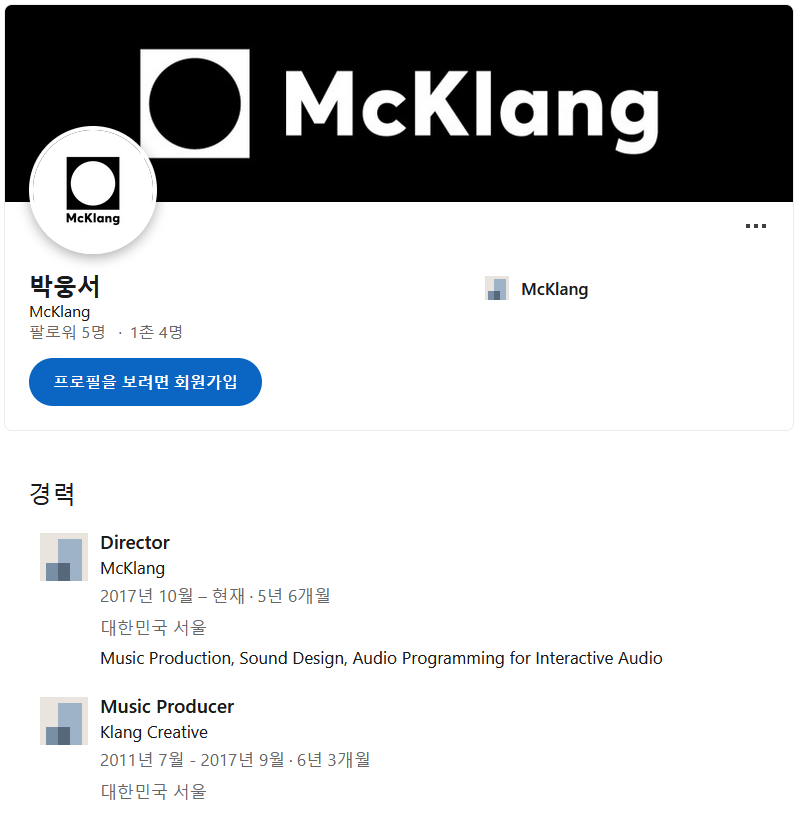 McKlang
McKlang
박웅서
McKlang
McKlang
팔로워 5명 · 1촌 4명
프로필을 보려면 회원가입
경력
Director
McKlang
2017년 10월 – 현재 · 5년 6개월
대한민국 서울
Music Production, Sound Design, Audio Programming for Interactive Audio
Music Producer
Klang Creative
2011년 7월 - 2017년 9월 · 6년 3개월
대한민국 서울